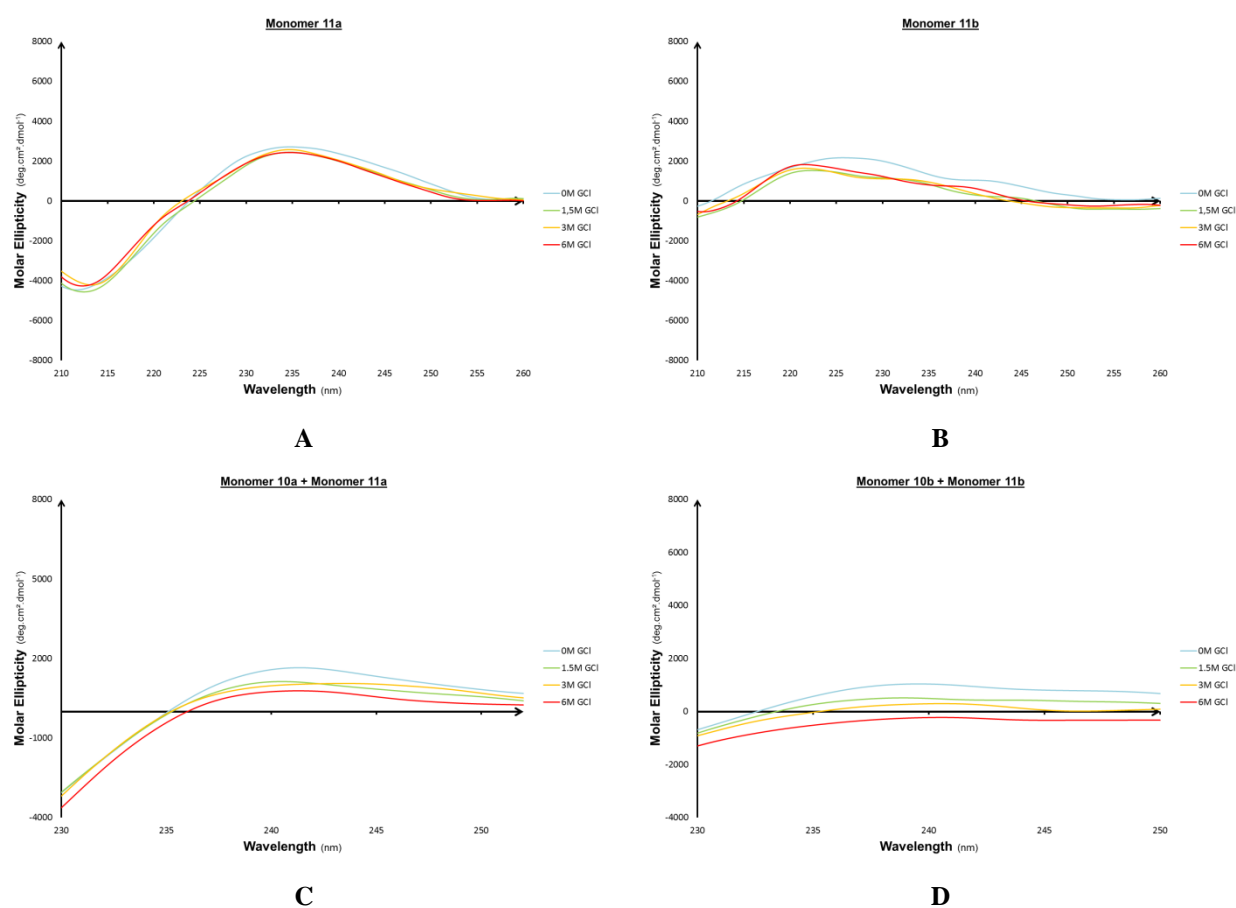 Monomer 11a
8000
6000
4000
2000
0
-2000
-4000
-6000
-8000
Molar Ellipticity (deg.cm².dmol⁻¹)
210 215 220 225 230 235 240 245 250 255 260
Wavelength (nm)
0M GCl
1,5M GCl
3M GCl
6M GCl
A
Monomer 11b
8000
6000
4000
2000
0
-2000
-4000
-6000
-8000
Molar Ellipticity (deg.cm².dmol⁻¹)
210 215 220 225 230 235 240 245 250 255 260
Wavelength (nm)
0M GCl
1,5M GCl
3M GCl
6M GCl
B
Monomer 10a + Monomer 11a
8000
5000
2000
-1000
-4000
Molar Ellipticity (deg.cm².dmol⁻¹)
230 235 240 245 250
Wavelength (nm)
0M GCl
1.5M GCl
3M GCl
6M GCl
C
Monomer 10b + Monomer 11b
8000
6000
4000
2000
0
-2000
-4000
Molar Ellipticity (deg.cm².dmol⁻¹)
230 235 240 245 250
Wavelength (nm)
0M GCl
1.5M GCl
3M GCl
6M GCl
D